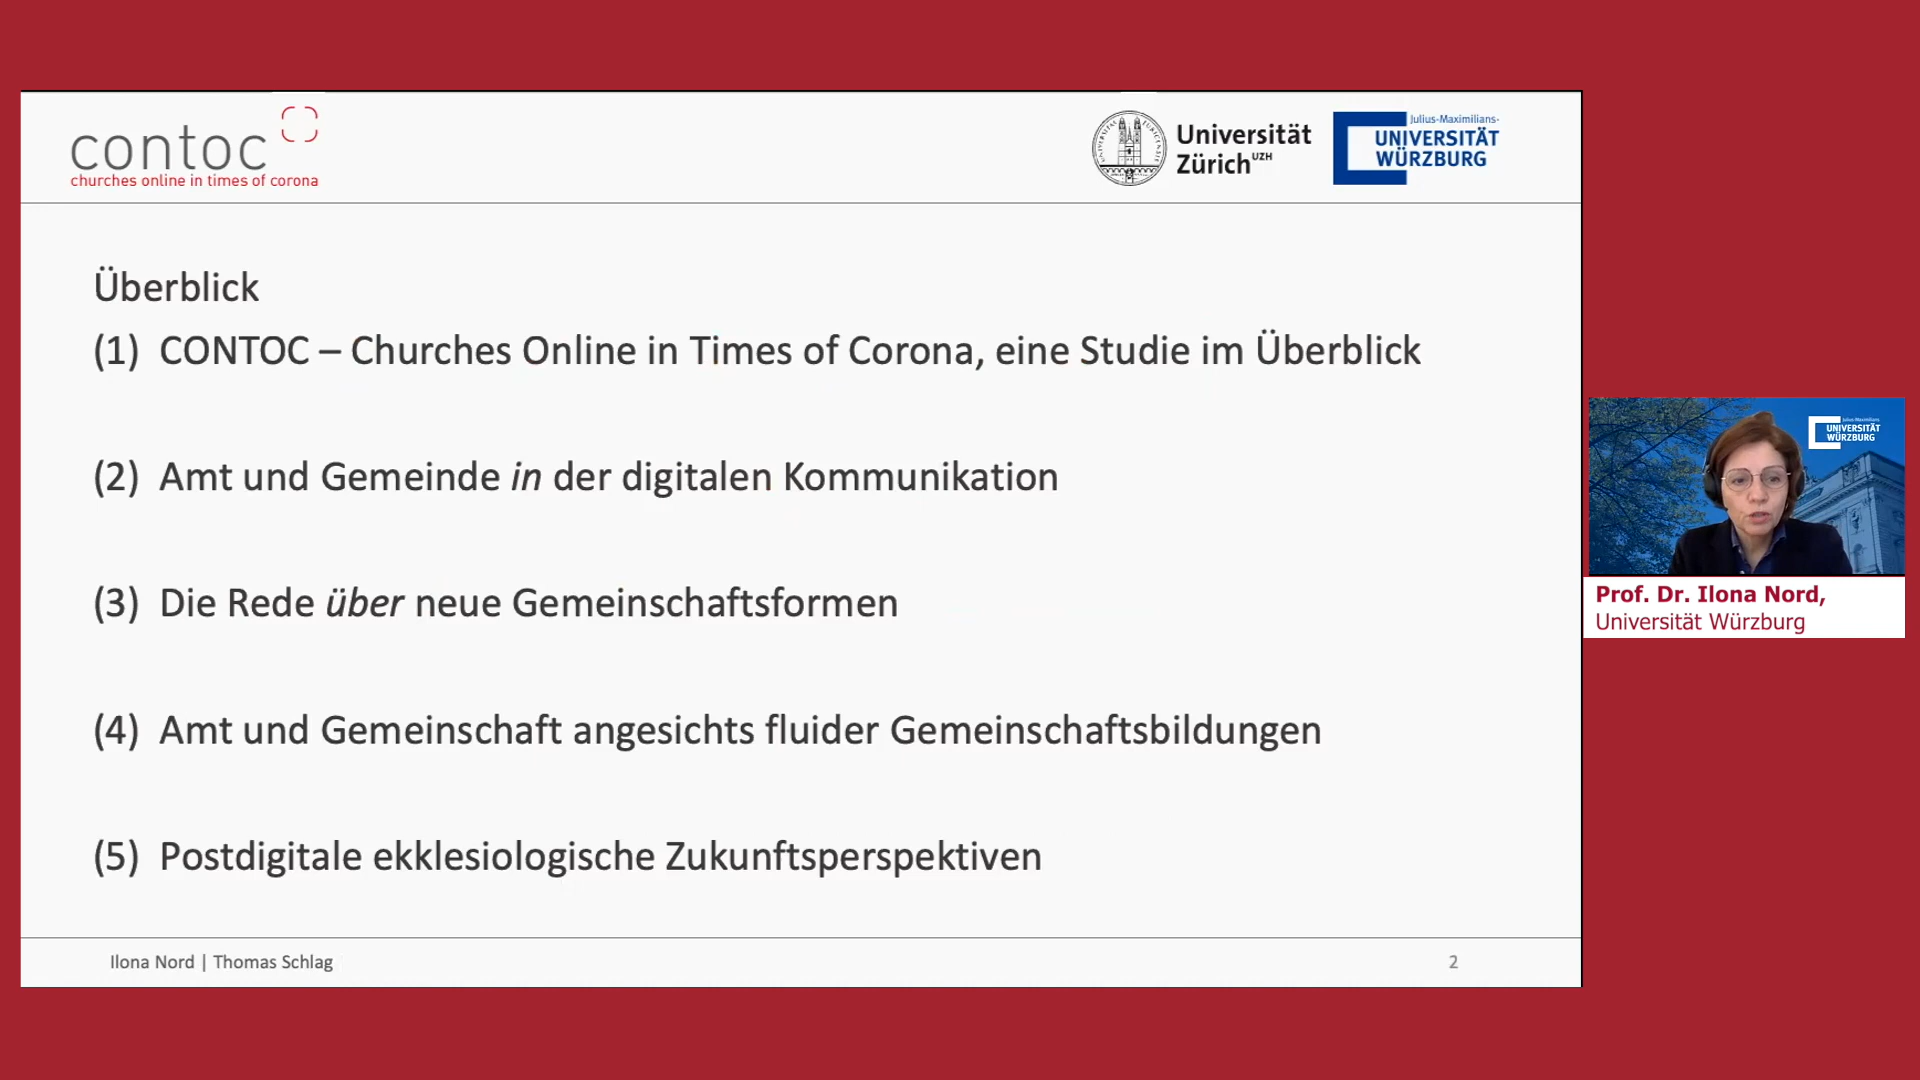 contoc
churches online in times of corona
Universität
Zürich UZH
Julius-Maximilians-
UNIVERSITÄT
WÜRZBURG
Überblick
(1) CONTOC – Churches Online in Times of Corona, eine Studie im Überblick
(2) Amt und Gemeinde in der digitalen Kommunikation
(3) Die Rede über neue Gemeinschaftsformen
(4) Amt und Gemeinschaft angesichts fluider Gemeinschaftsbildungen
(5) Postdigitale ekklesiologische Zukunftsperspektiven
Ilona Nord | Thomas Schlag
2
UNIVERSITÄT
WÜRZBURG
Prof. Dr. Ilona Nord,
Universität Würzburg